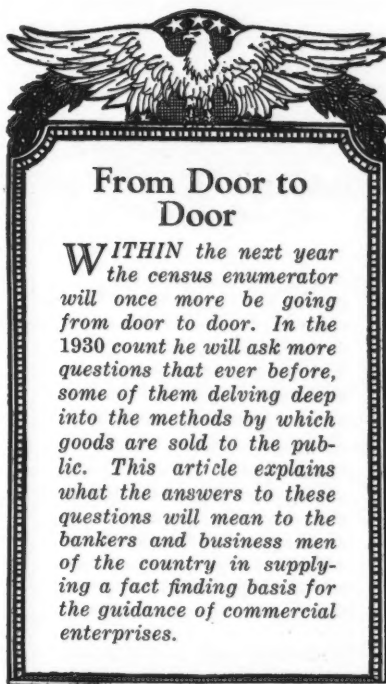 From Door to
Door
WITHIN the next year
the census enumerator
will once more be going
from door to door. In the
1930 count he will ask more
questions that ever before,
some of them delving deep
into the methods by which
goods are sold to the pub-
lic. This article explains
what the answers to these
questions will mean to the
bankers and business men
of the country in supply-
ing a fact finding basis for
the guidance of commercial
enterprises.